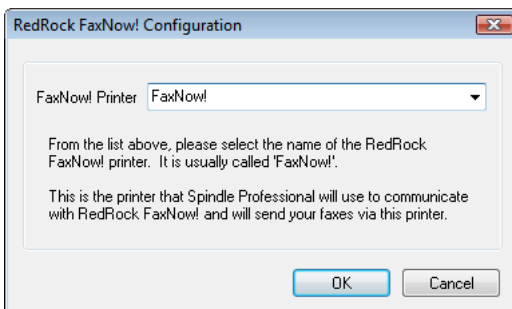 RedRock FaxNow! Configuration
FaxNow! Printer FaxNow!
From the list above, please select the name of the RedRock
FaxNow! printer. It is usually called 'FaxNow!'.
This is the printer that Spindle Professional will use to communicate
with RedRock FaxNow! and will send your faxes via this printer.
OK Cancel